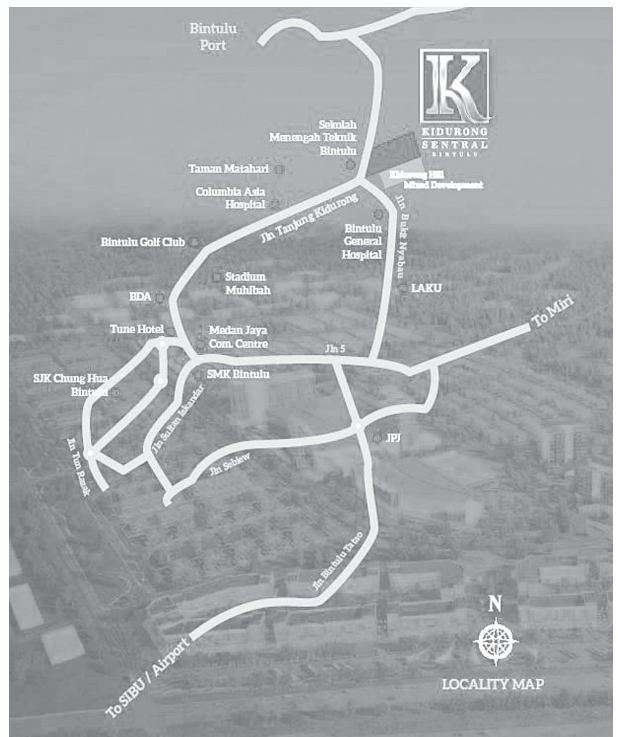 Bintulu
Port
K
KIDURONG
SENTRAL
BINTULU
Sekolah
Menengah Teknik
Bintulu
Taman Matahari
Kidurong Hill
Mixed Development
Columbia Asia
Hospital
Jln Tanjung Kidurong
Jln Bukit Nyabau
Bintulu
General
Hospital
Bintulu Golf Club
Stadium
Muhibah
LAKU
BDA
To Miri
Tune Hotel
Medan Jaya
Com. Centre
Jln 5
SMK Bintulu
SJK Chung Hua
Bintulu
Jln Sultan Iskandar
JPJ
Jln Tun Razak
Jln Sebiew
Jln Bintulu Tatao
N
To SIBU / Airport
LOCALITY MAP